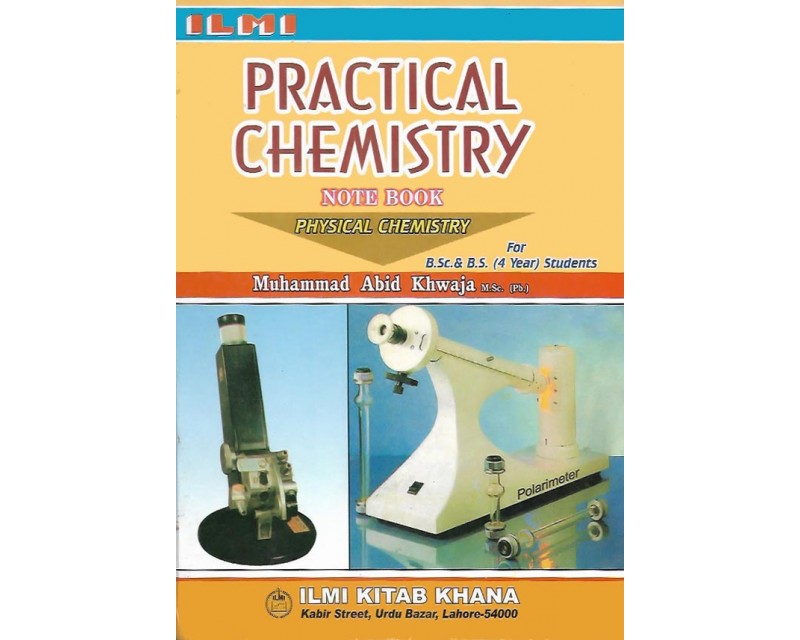 ILMI
PRACTICAL
CHEMISTRY
NOTE BOOK
PHYSICAL CHEMISTRY
For
B.Sc.& B.S. (4 Year) Students
Muhammad Abid Khwaja M.Sc. (Pb.)
Polarimeter
ILMI
ILMI KITAB KHANA
Kabir Street, Urdu Bazar, Lahore-54000